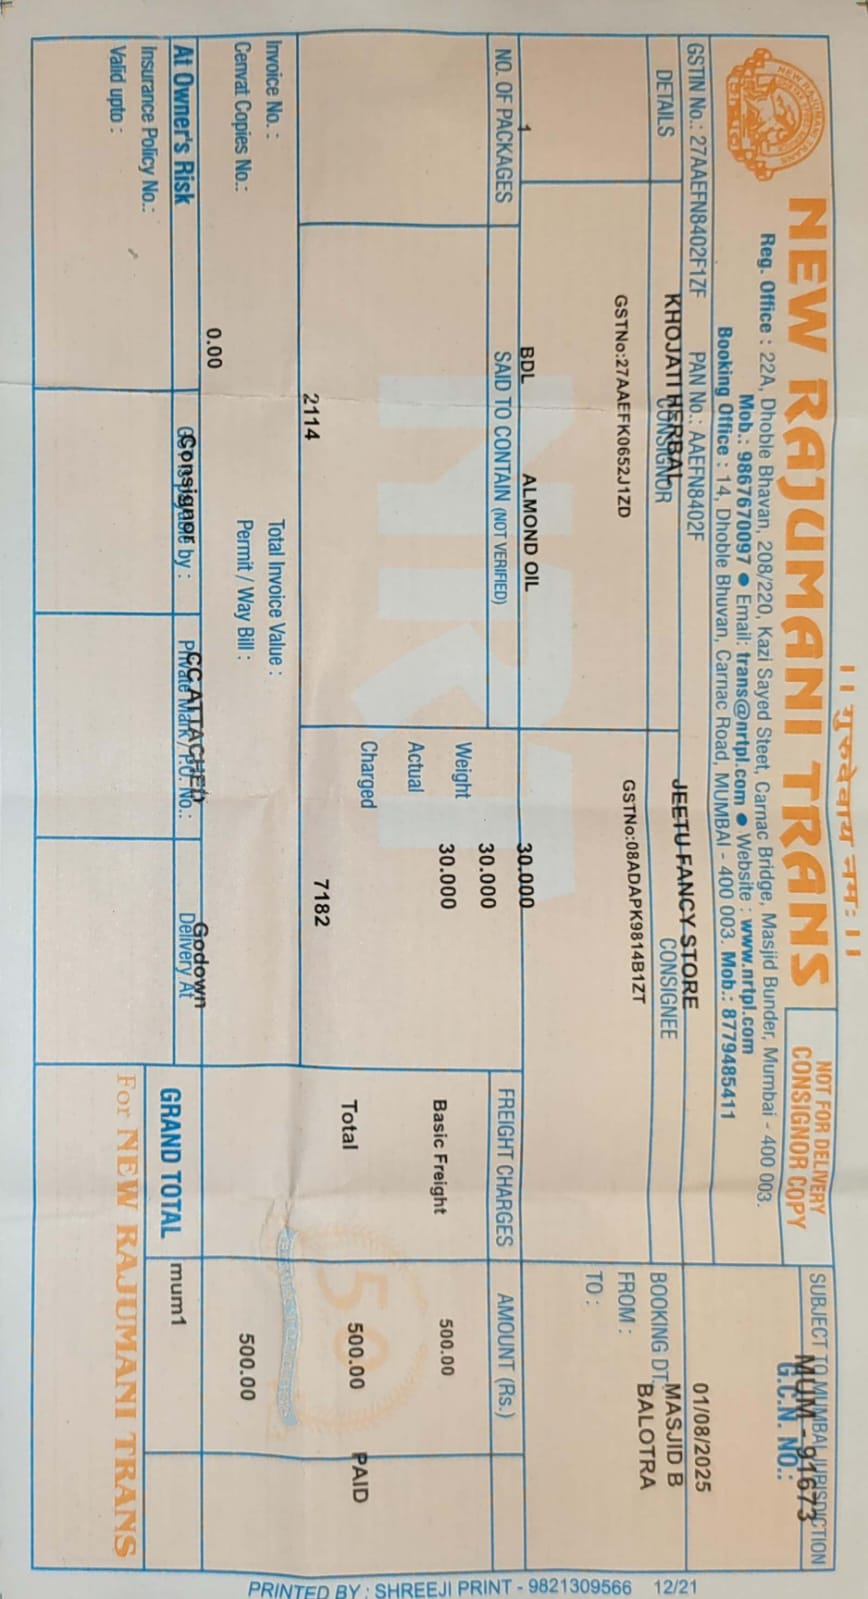 ।। गुरुदेवाय नमः ।।
NEW RAJUMANI TRANS
NOT FOR DELIVERY
CONSIGNOR COPY
SUBJECT TO MUMBAI JURISDICTION
G.C.N. NO.:
MUM - 91673
Reg. Office : 22A, Dhoble Bhavan, 208/220, Kazi Sayed Steet, Carnac Bridge, Masjid Bunder, Mumbai - 400 003.
Mob.: 9867670097 ● Email: trans@nrtpl.com ● Website : www.nrtpl.com
Booking Office : 14, Dhoble Bhuvan, Carnac Road, MUMBAI - 400 003. Mob.: 8779485411
GSTIN No.: 27AAEFN8402F1ZF PAN No.: AAEFN8402F
01/08/2025
DETAILS
CONSIGNOR
KHOJATI HERBAL
CONSIGNEE
JEETU FANCY STORE
BOOKING DT.
MASJID B
FROM :
BALOTRA
TO :
GSTNo:27AAEFK0652J1ZD
GSTNo:08ADAPK9814B1ZT
1 BDL ALMOND OIL 30.000
NO. OF PACKAGES
SAID TO CONTAIN (NOT VERIFIED)
30.000
FREIGHT CHARGES
AMOUNT (Rs.)
Weight 30.000
Basic Freight 500.00
Actual
Charged
Total 500.00 PAID
NRT
50
2114
7182
Invoice No. :
Total Invoice Value :
Cenvat Copies No.:
Permit / Way Bill :
500.00
0.00
At Owner's Risk
Consignor
by :
CC ATTACHED
Private Mark / P.O. No.:
Godown
Delivery At
GRAND TOTAL
mum1
Insurance Policy No.:
Valid upto :
For NEW RAJUMANI TRANS
PRINTED BY : SHREEJI PRINT - 9821309566 12/21